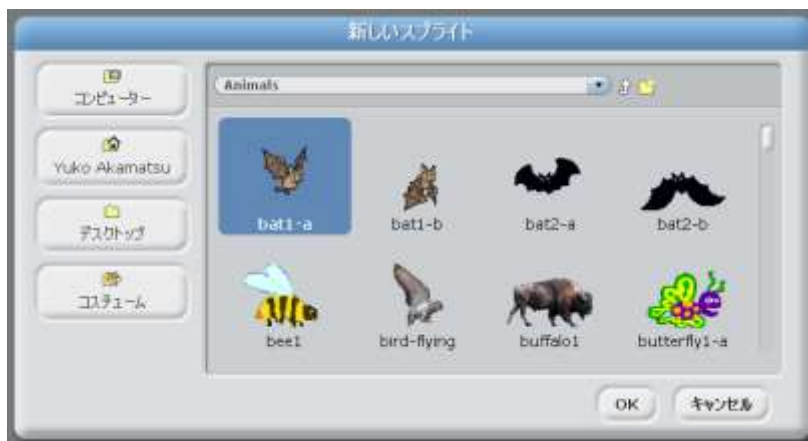 新しいスプライト
コンピューター
Yuko Akamatsu
デスクトップ
コスチューム
Animals
bat1-a
bat1-b
bat2-a
bat2-b
bee1
bird-flying
buffalo1
butterfly1-a
OK
キャンセル